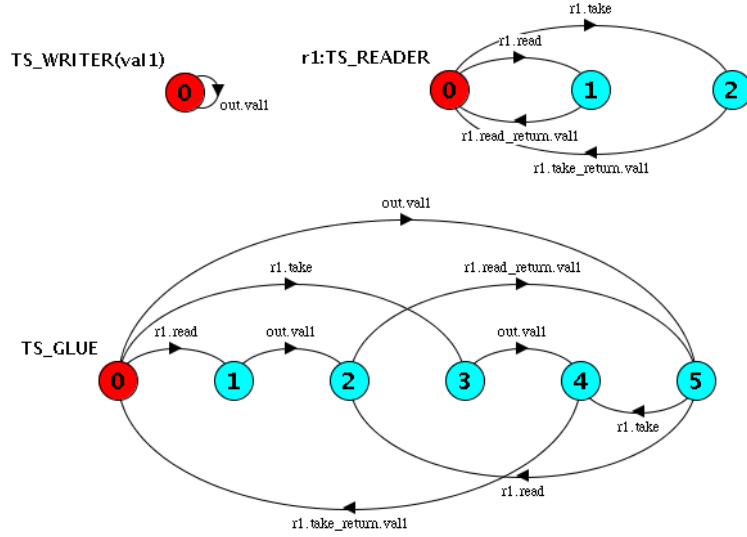 TS_WRITER(val1)
0
out.val1
r1:TS_READER
r1.take
r1.read
0
1
2
r1.read_return.val1
r1.take_return.val1
out.val1
r1.take
r1.read_return.val1
r1.read
out.val1
out.val1
TS_GLUE
0
1
2
3
4
5
r1.take
r1.read
r1.take_return.val1